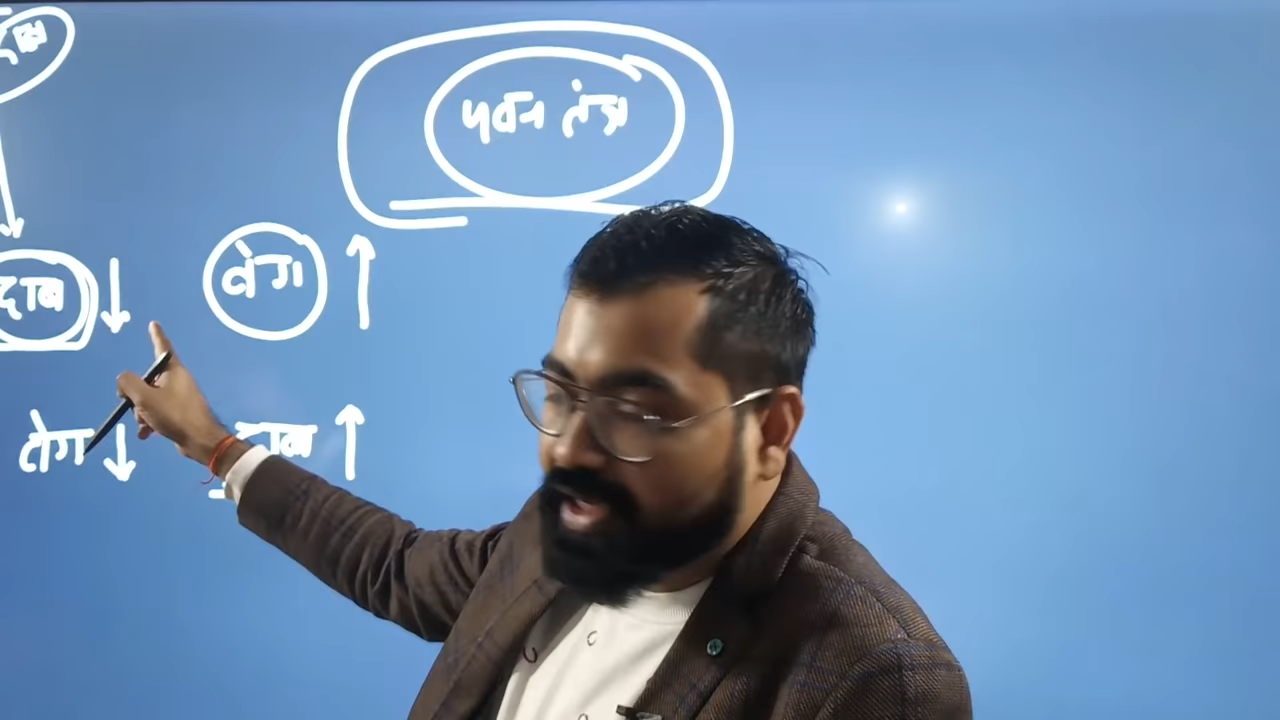 पवन तंत्र
दाब ↓ वेग ↑
वेग ↓ दाब ↑